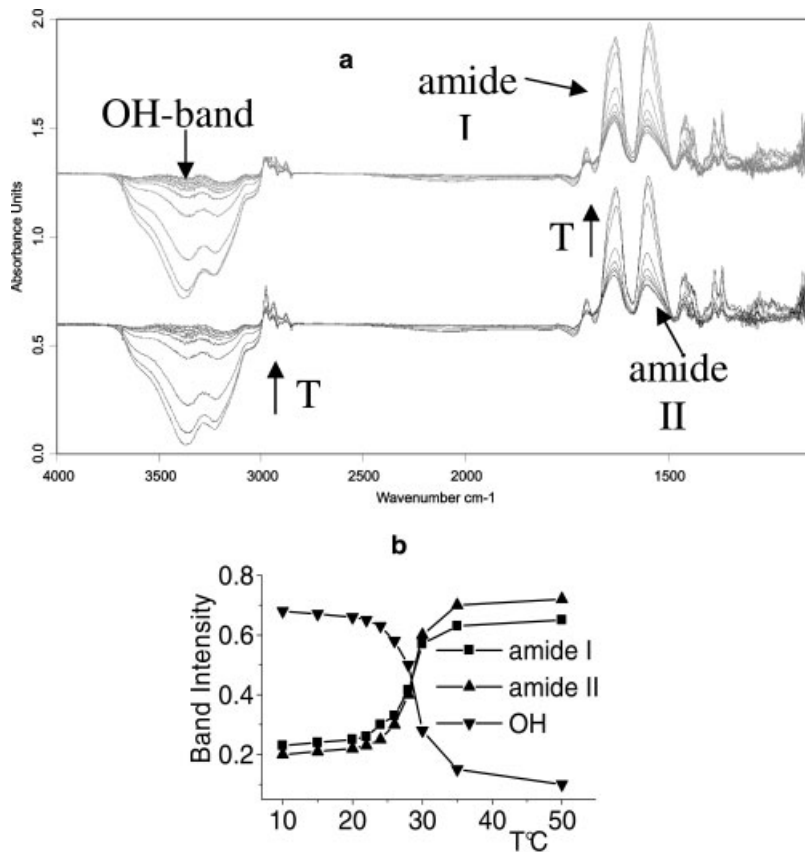 a
2.0
1.5
1.0
0.5
0.0
Absorbance Units
OH-band
amide
I
T
T
amide
II
4000 3500 3000 2500 2000 1500
Wavenumber cm-1
b
Band Intensity
0.8
0.6
0.4
0.2
amide I
amide II
OH
10 20 30 40 50
T°C